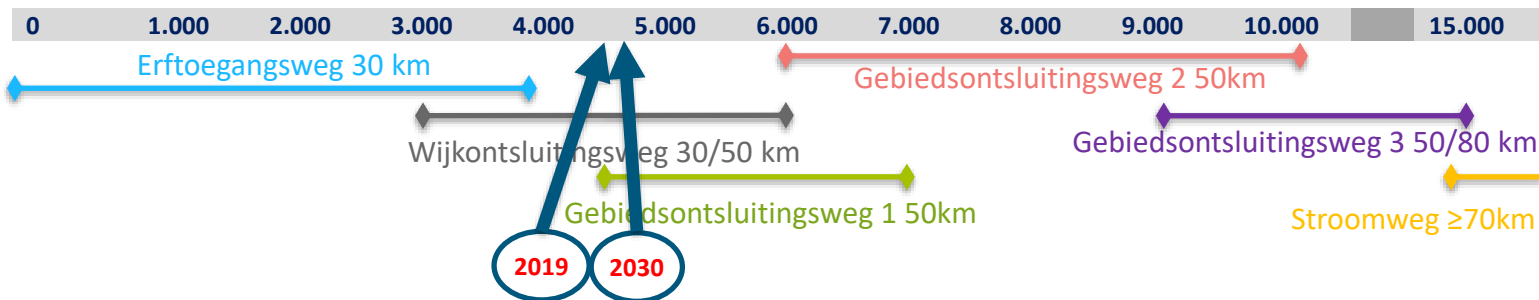 0 1.000 2.000 3.000 4.000 5.000 6.000 7.000 8.000 9.000 10.000 15.000
Erftoegangsweg 30 km
Gebiedsontsluitingsweg 2 50km
Wijkontsluitingsweg 30/50 km
Gebiedsontsluitingsweg 3 50/80 km
Gebiedsontsluitingsweg 1 50km
Stroomweg ≥70km
2019
2030